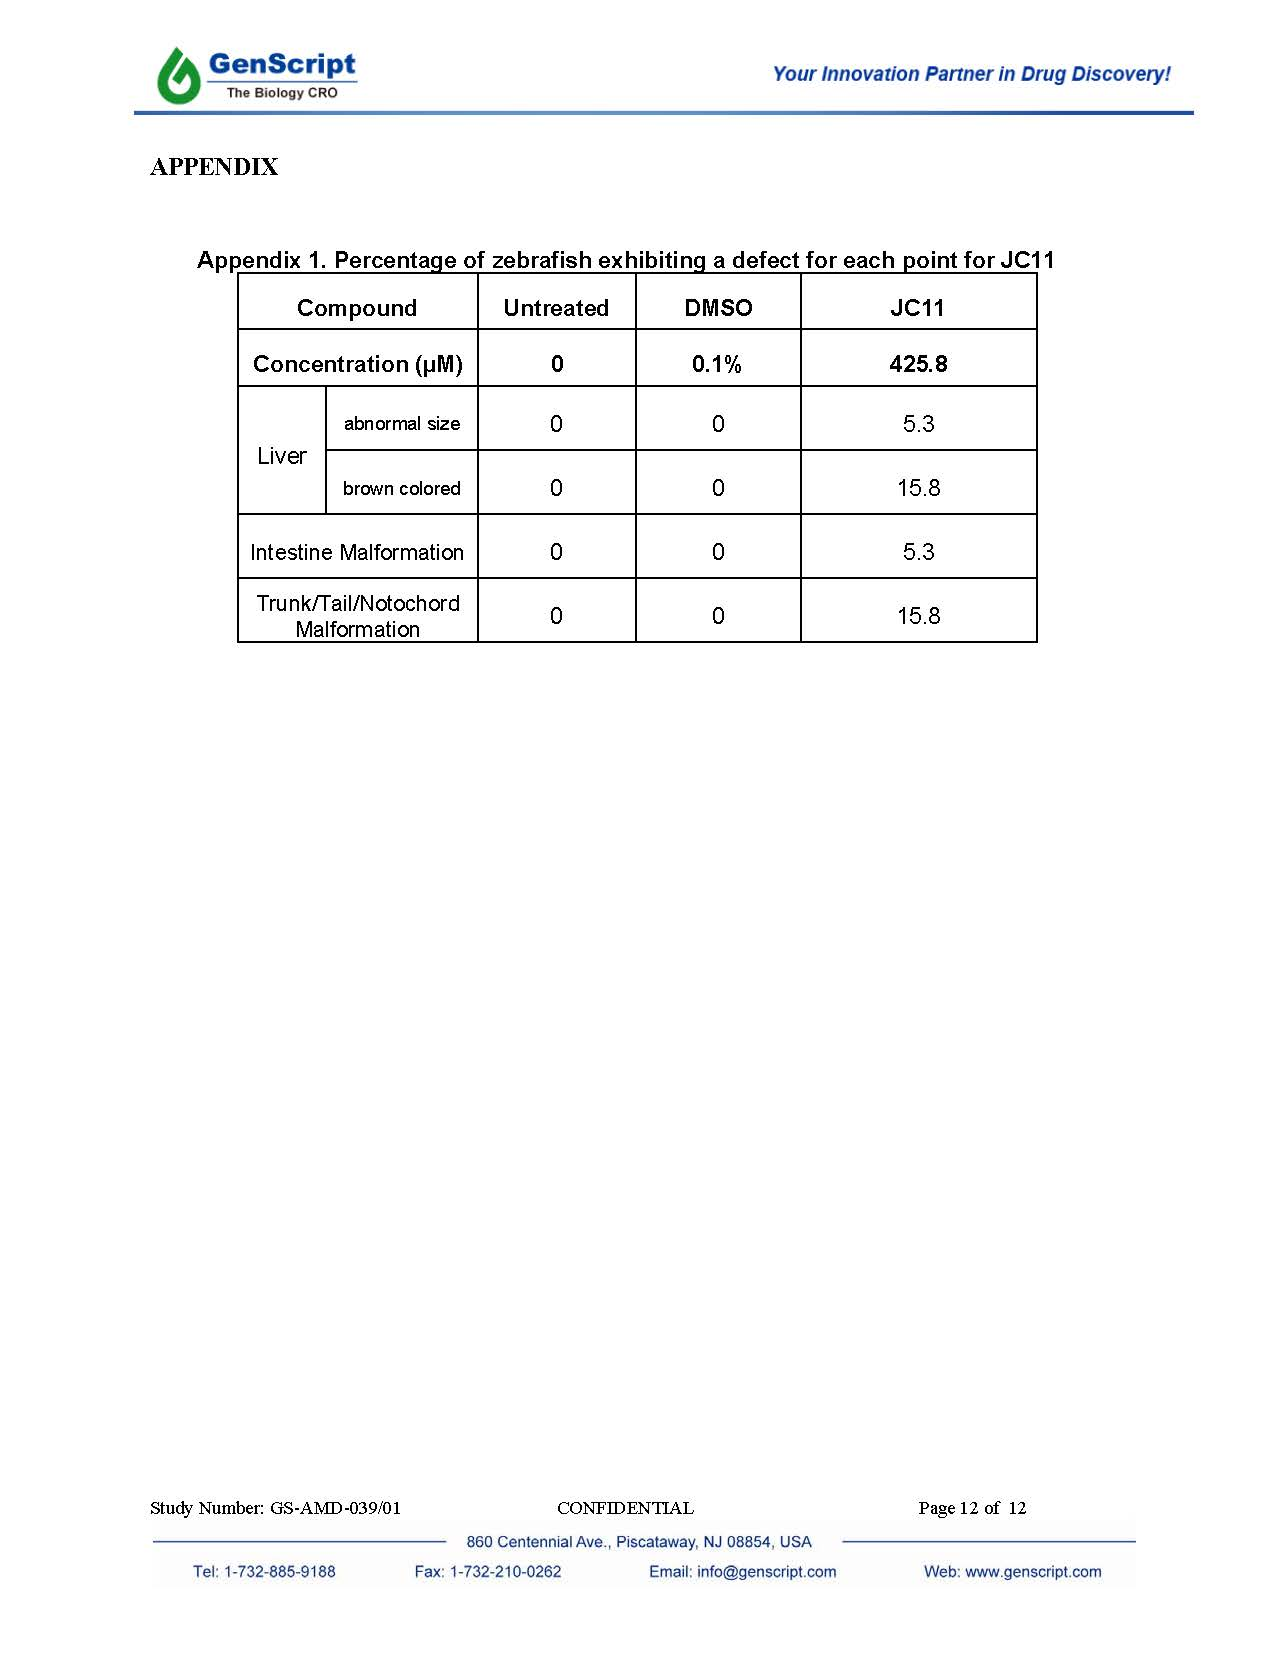 GenScript
The Biology CRO
Your Innovation Partner in Drug Discovery!
APPENDIX
Appendix 1. Percentage of zebrafish exhibiting a defect for each point for JC11
Compound Untreated DMSO JC11
Concentration (µM) 0 0.1% 425.8
Liver
abnormal size 0 0 5.3
brown colored 0 0 15.8
Intestine Malformation 0 0 5.3
Trunk/Tail/Notochord
Malformation 0 0 15.8
Study Number: GS-AMD-039/01 CONFIDENTIAL Page 12 of 12
860 Centennial Ave., Piscataway, NJ 08854, USA
Tel: 1-732-885-9188 Fax: 1-732-210-0262 Email: info@genscript.com Web: www.genscript.com